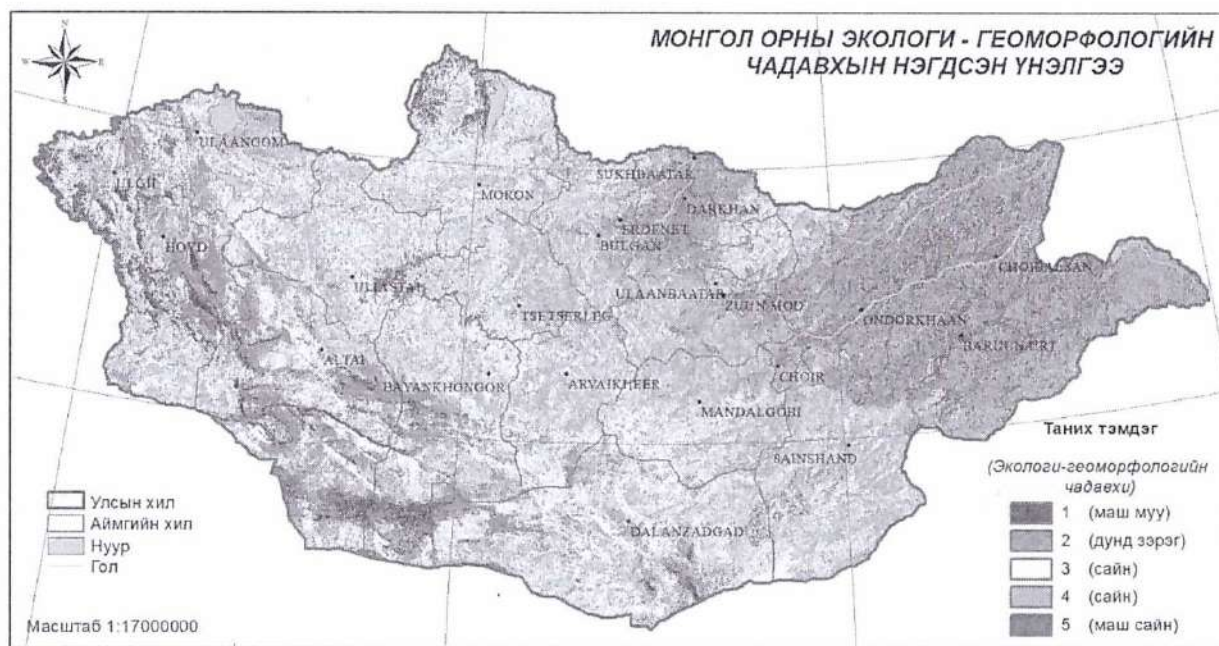 МОНГОЛ ОРНЫ ЭКОЛОГИ - ГЕОМОРФОЛОГИЙН
ЧАДАВХЫН НЭГДСЭН ҮНЭЛГЭЭ
N
W E
S
ULAANGOM
ULGII
HOVD
ULIASTAI
ALTAI
MORON
SUKHBAATAR
DARKHAN
ERDENET
BULGAN
TSETSERLEG
ULAANBAATAR
ZUUN MOD
CHOIBALSAN
ONDORKHAAN
BARUUN URT
BAYANKHONGOR
ARVAIKHEER
CHOIR
MANDALGOBI
SAINSHAND
DALANZADGAD
Улсын хил
Аймгийн хил
Нуур
Гол
Масштаб 1:17000000
Таних тэмдэг
(Экологи-геоморфологийн
чадавхи)
1 (маш муу)
2 (дунд зэрэг)
3 (сайн)
4 (сайн)
5 (маш сайн)